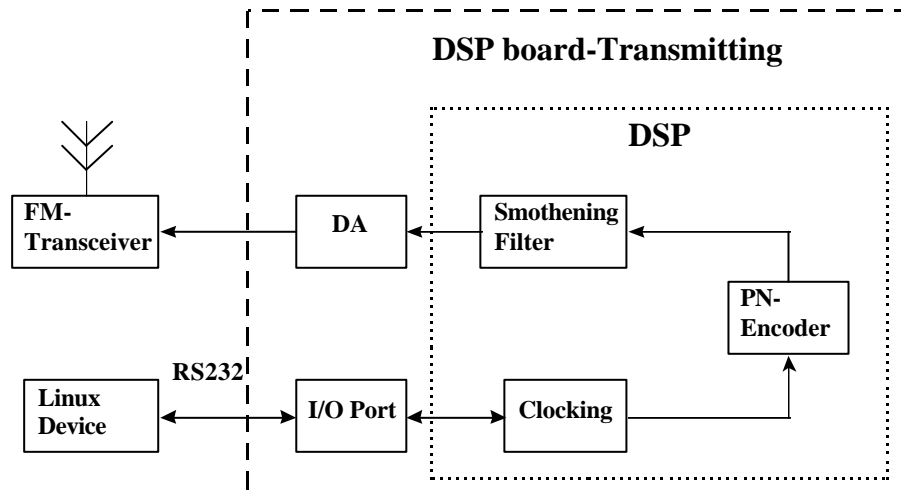 DSP board-Transmitting
DSP
FM-
Transceiver
DA
Smothening
Filter
PN-
Encoder
RS232
Linux
Device
I/O Port
Clocking